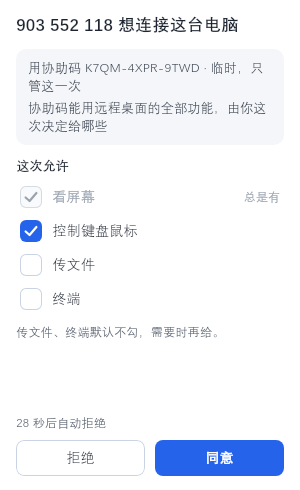 903 552 118 想连接这台电脑
用协助码 K7QM-4XPR-9TWD · 临时，只
管这一次
协助码能用远程桌面的全部功能，由你这
次决定给哪些
这次允许
看屏幕 总是有
控制键盘鼠标
传文件
终端
传文件、终端默认不勾，需要时再给。
28 秒后自动拒绝
拒绝 同意